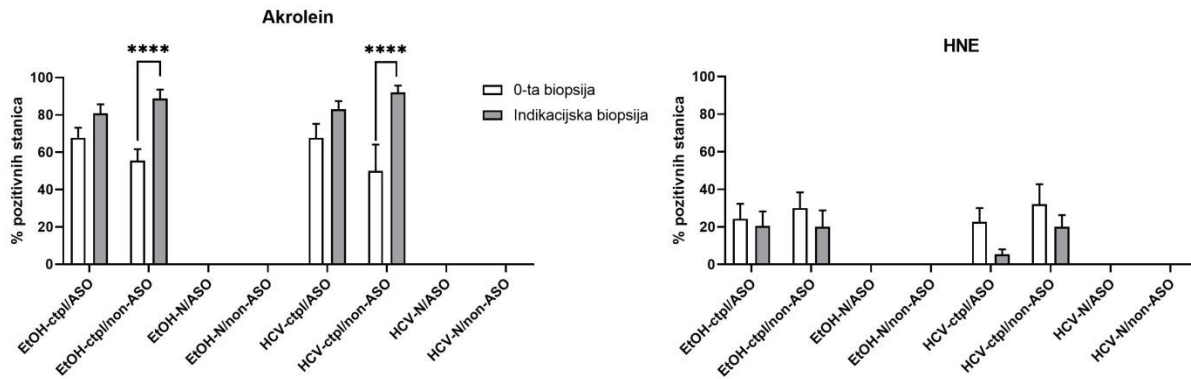 Akrolein
****
****
100
80
60
40
20
0
% pozitivnih stanica
EtOH-ctpl/ASO
EtOH-ctpl/non-ASO
EtOH-N/ASO
EtOH-N/non-ASO
HCV-ctpl/ASO
HCV-ctpl/non-ASO
HCV-N/ASO
HCV-N/non-ASO
0-ta biopsija
Indikacijska biopsija
HNE
100
80
60
40
20
0
% pozitivnih stanica
EtOH-ctpl/ASO
EtOH-ctpl/non-ASO
EtOH-N/ASO
EtOH-N/non-ASO
HCV-ctpl/ASO
HCV-ctpl/non-ASO
HCV-N/ASO
HCV-N/non-ASO